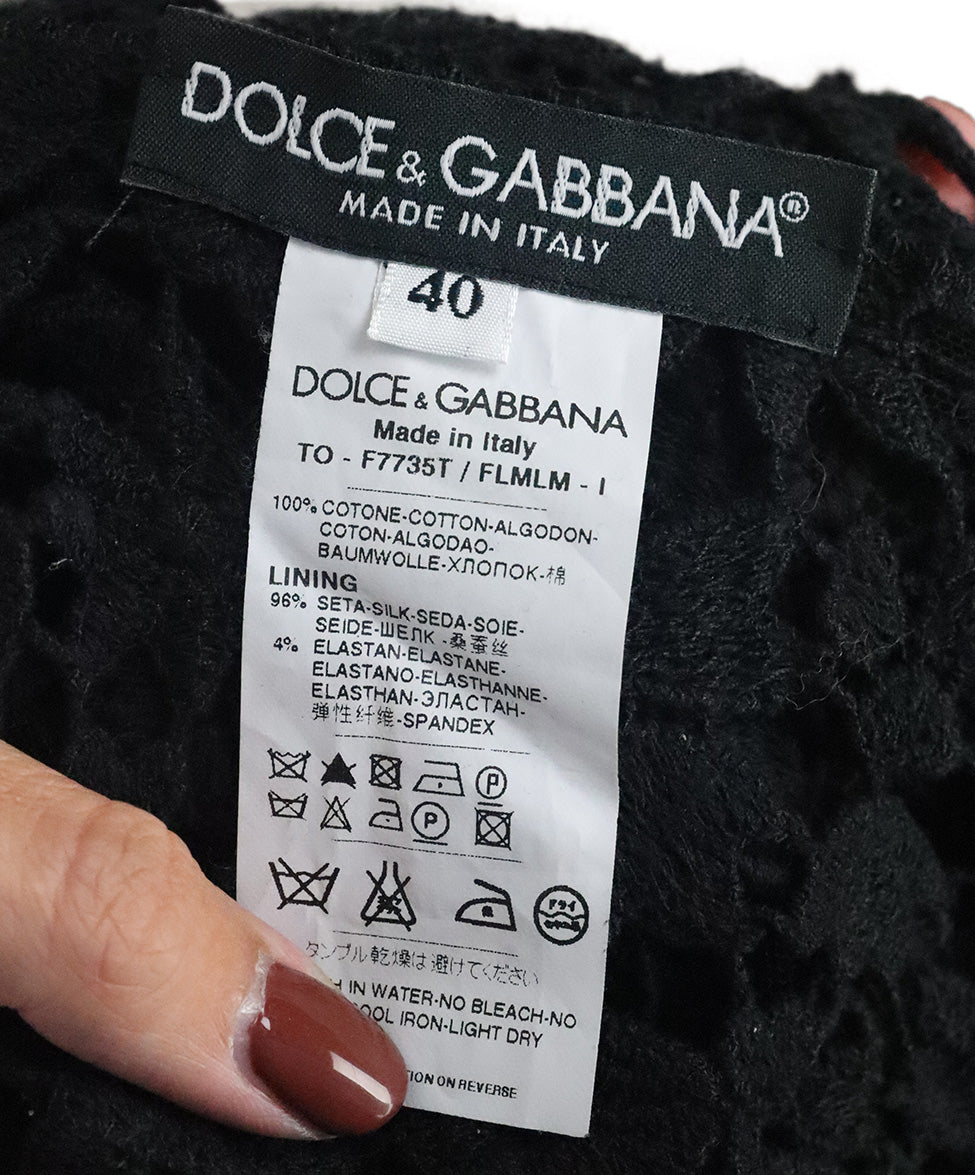 DOLCE & GABBANA®
MADE IN ITALY
40
DOLCE & GABBANA
Made in Italy
TO - F7735T / FLMLM - I
100% COTONE-COTTON-ALGODON-
COTON-ALGODAO-
BAUMWOLLE-ХЛОПОК-棉
LINING
96% SETA-SILK-SEDA-SOIE-
SEIDE-ШЕЛК-桑蚕丝
4% ELASTAN-ELASTANE-
ELASTANO-ELASTHANNE-
ELASTHAN-ЭЛАСТАН-
弹性纤维-SPANDEX
P
P
ドライ
タンブル乾燥は避けてください
IN WATER-NO BLEACH-NO
IRON-LIGHT DRY
ON REVERSE